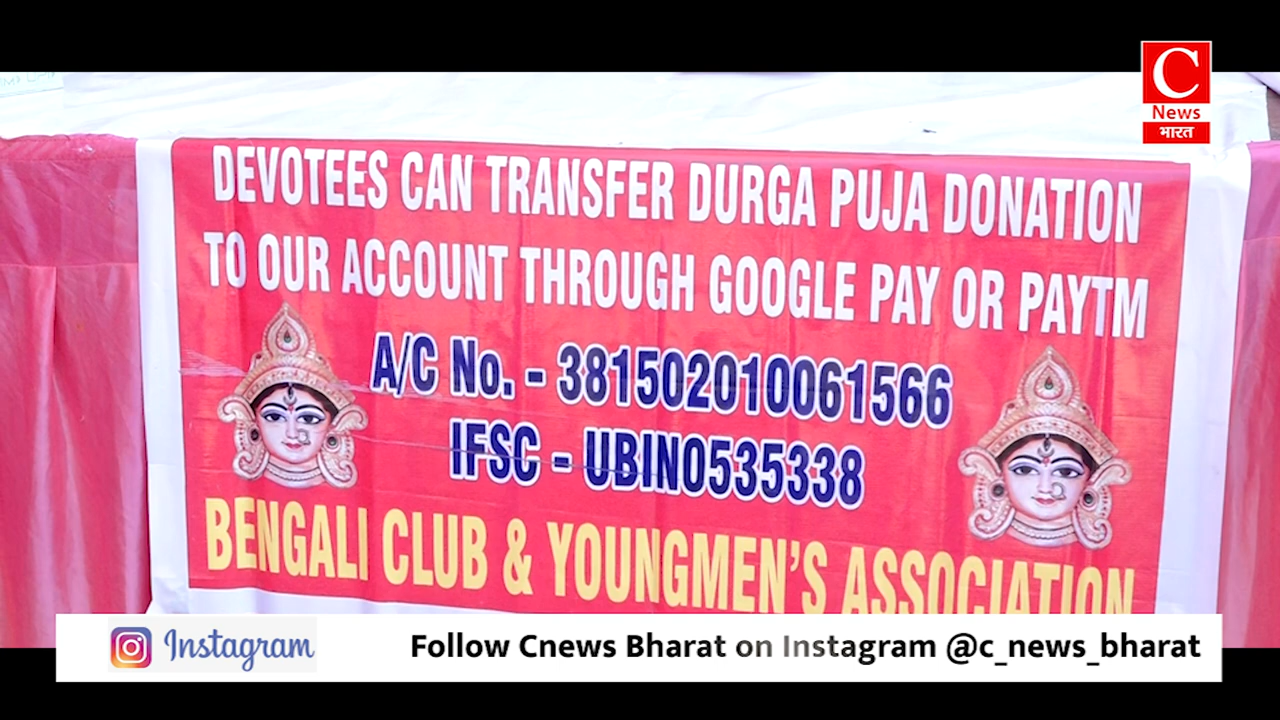 C
News
भारत
DEVOTEES CAN TRANSFER DURGA PUJA DONATION
TO OUR ACCOUNT THROUGH GOOGLE PAY OR PAYTM
A/C No. - 381502010061566
IFSC - UBIN0535338
BENGALI CLUB & YOUNGMEN'S ASSOCIATION
Instagram
Follow Cnews Bharat on Instagram @c_news_bharat